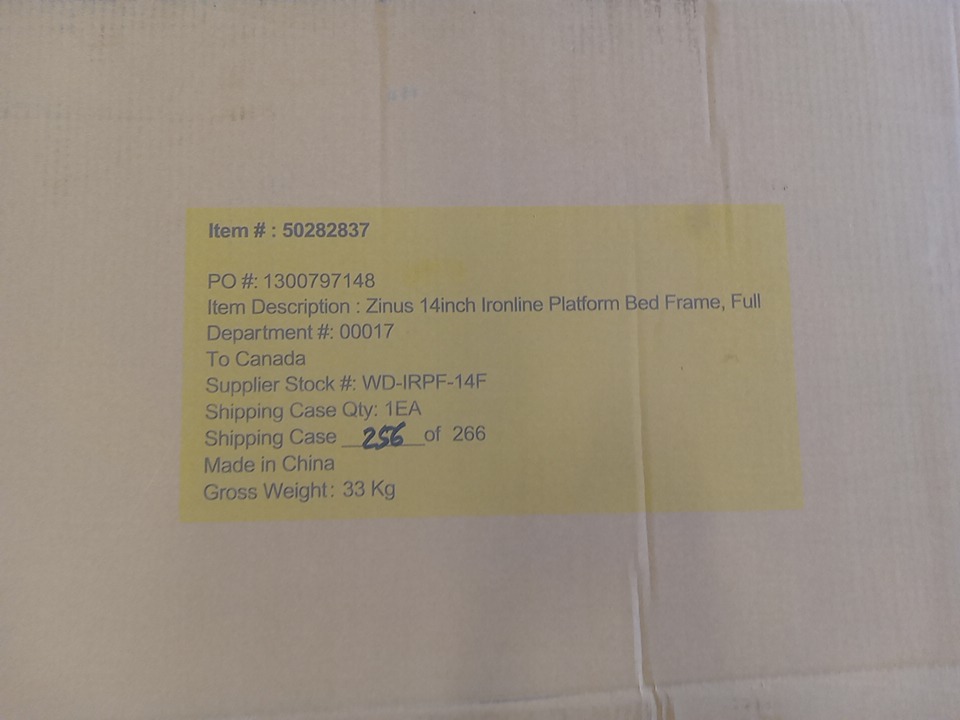 Item # : 50282837
PO #: 1300797148
Item Description : Zinus 14inch Ironline Platform Bed Frame, Full
Department #: 00017
To Canada
Supplier Stock #: WD-IRPF-14F
Shipping Case Qty: 1EA
Shipping Case 256 of 266
Made in China
Gross Weight: 33 Kg